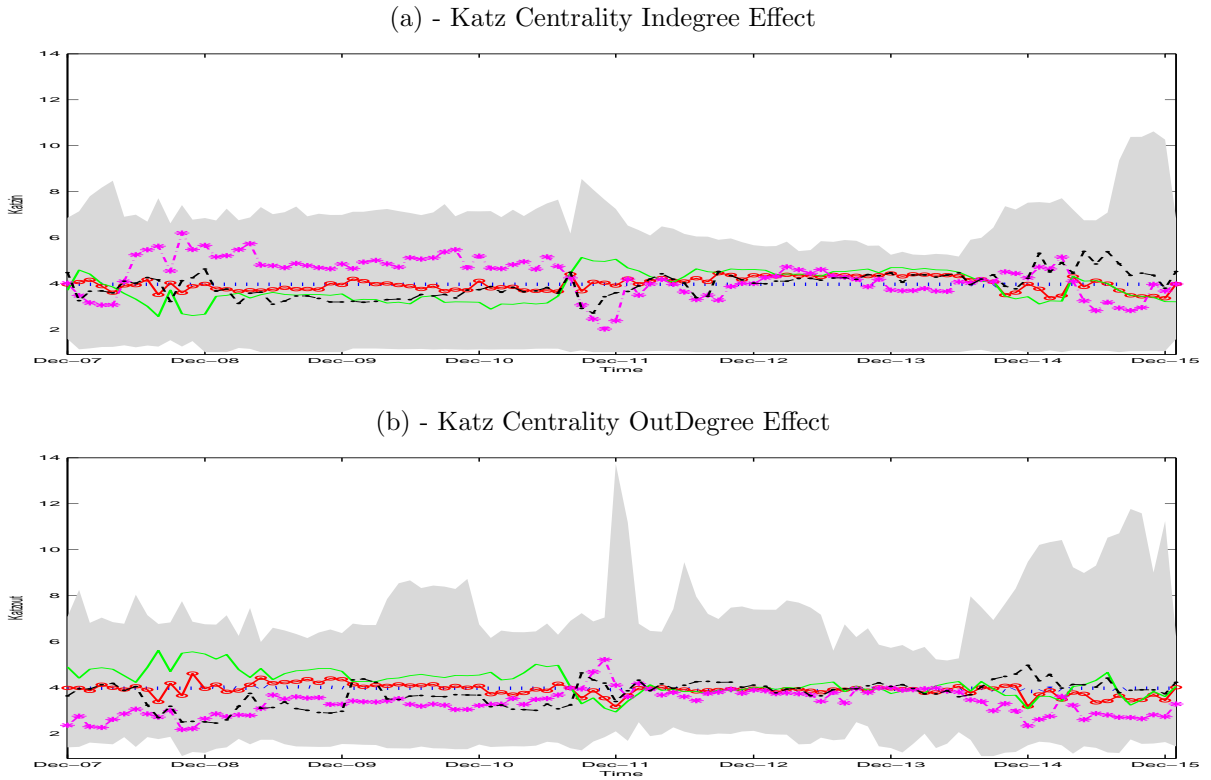 (a) - Katz Centrality Indegree Effect
14
12
10
8
6
4
2
Katzin
Dec-07 Dec-08 Dec-09 Dec-10 Dec-11 Dec-12 Dec-13 Dec-14 Dec-15
Time
(b) - Katz Centrality OutDegree Effect
14
12
10
8
6
4
2
Katzout
Dec-07 Dec-08 Dec-09 Dec-10 Dec-11 Dec-12 Dec-13 Dec-14 Dec-15
Time